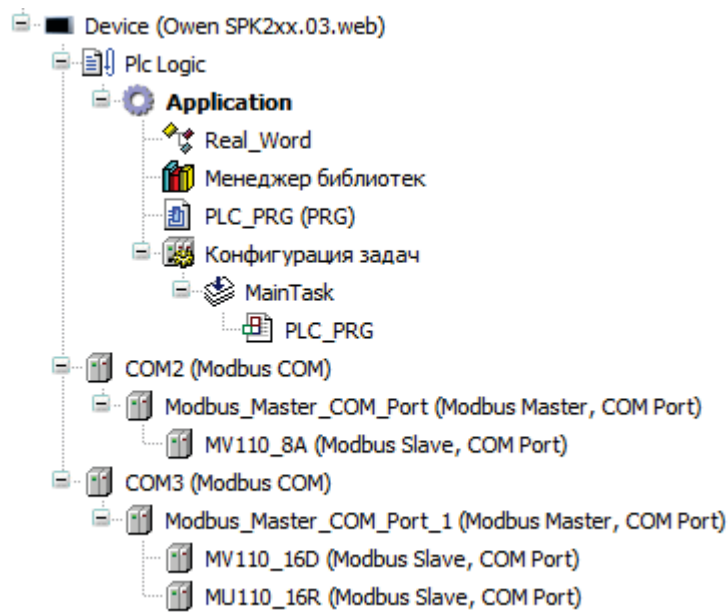 Device (Owen SPK2xx.03.web)
Plc Logic
Application
Real_Word
Менеджер библиотек
PLC_PRG (PRG)
Конфигурация задач
MainTask
PLC_PRG
COM2 (Modbus COM)
Modbus_Master_COM_Port (Modbus Master, COM Port)
MV110_8A (Modbus Slave, COM Port)
COM3 (Modbus COM)
Modbus_Master_COM_Port_1 (Modbus Master, COM Port)
MV110_16D (Modbus Slave, COM Port)
MU110_16R (Modbus Slave, COM Port)